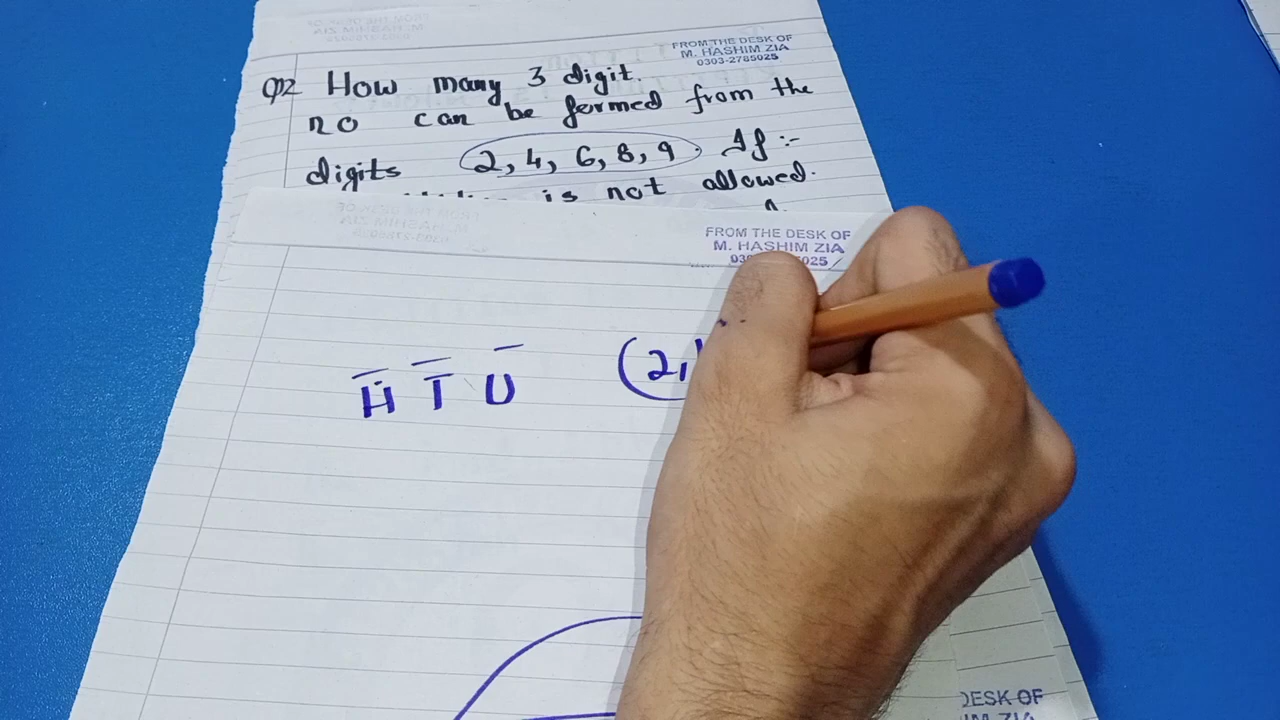 FROM THE DESK OF
M. HASHIM ZIA
0303-2785025
Q2 How many 3 digit.
no can be formed from the
digits 2, 4, 6, 8, 9. If :-
is not allowed.
FROM THE DESK OF
M. HASHIM ZIA
H T U (2,
DESK OF